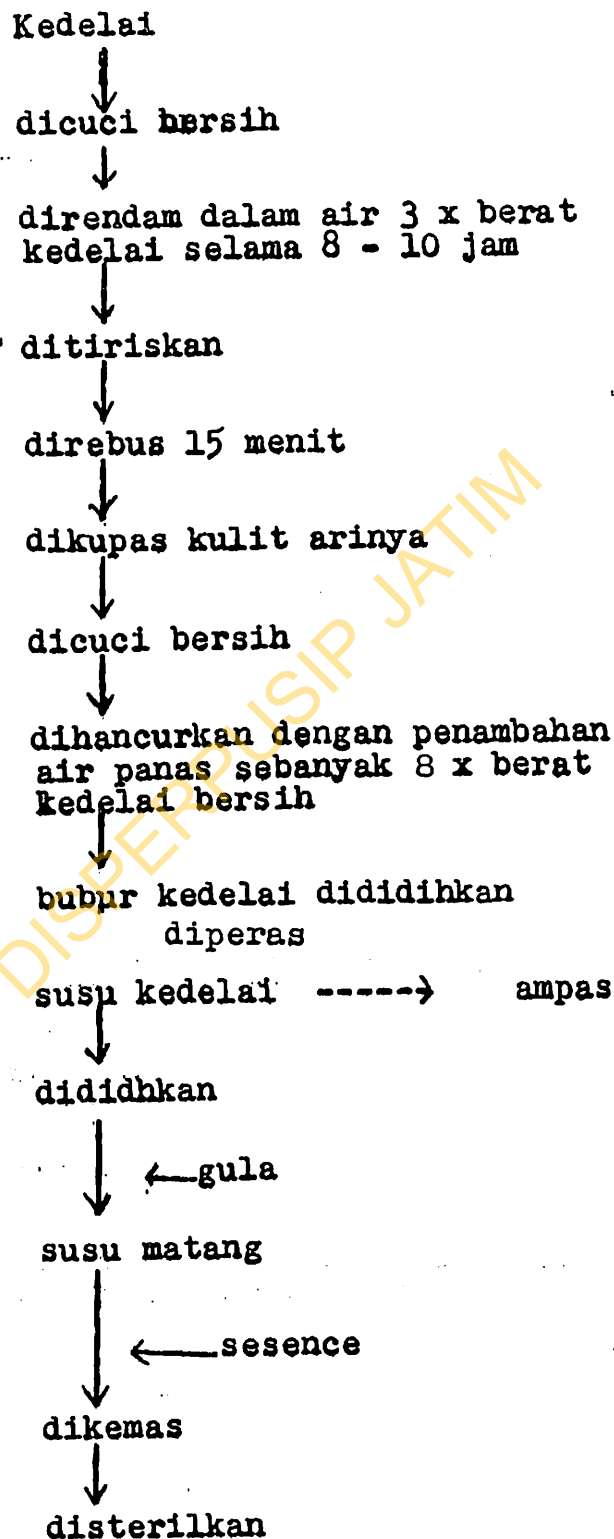 Kedelai
dicuci bersih
direndam dalam air 3 x berat
kedelai selama 8 - 10 jam
ditiriskan
direbus 15 menit
dikupas kulit arinya
dicuci bersih
dihancurkan dengan penambahan
air panas sebanyak 8 x berat
kedelai bersih
bubur kedelai dididihkan
diperas
susu kedelai -----> ampas
dididhkan
gula
susu matang
sesence
dikemas
disterilkan
DISPERPUSIP JATIM